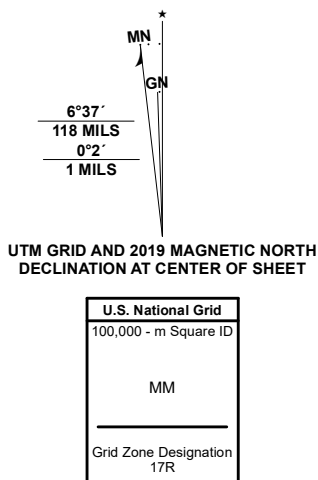 ★
MN
GN
6°37´
118 MILS
0°2´
1 MILS
UTM GRID AND 2019 MAGNETIC NORTH
DECLINATION AT CENTER OF SHEET
U.S. National Grid
100,000 - m Square ID
MM
Grid Zone Designation
17R